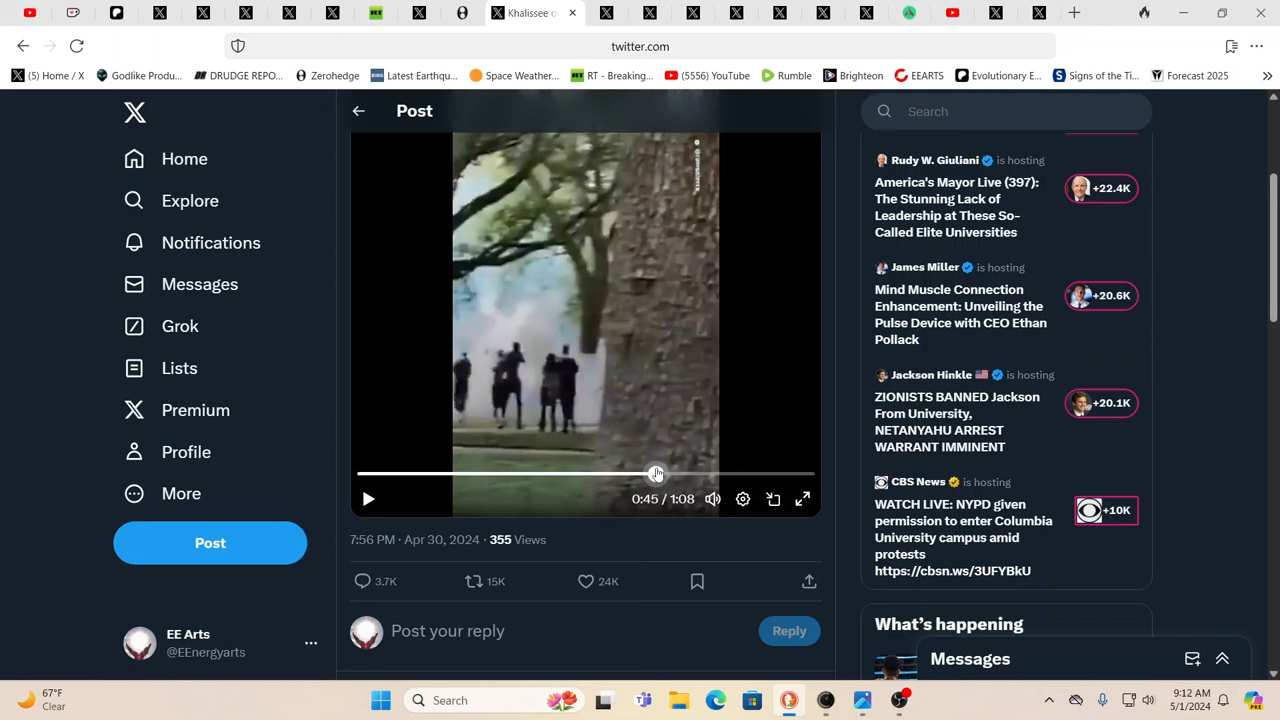 Khalissee o
twitter.com
(5) Home / X
Godlike Produ...
DRUDGE REPO...
Zerohedge
Latest Earthqu...
Space Weather...
RT - Breaking...
(5556) YouTube
Rumble
Brighteon
CEEARTS
Evolutionary E...
Signs of the Ti...
Forecast 2025
Home
Explore
Notifications
Messages
Grok
Lists
Premium
Profile
More
Post
EE Arts
@EEnergyarts
Post
0:45 / 1:08
7:56 PM · Apr 30, 2024 · 355 Views
3.7K
15K
24K
Post your reply
Reply
Search
Rudy W. Giuliani is hosting
America's Mayor Live (397):
The Stunning Lack of
Leadership at These So-
Called Elite Universities
+22.4K
James Miller is hosting
Mind Muscle Connection
Enhancement: Unveiling the
Pulse Device with CEO Ethan
Pollack
+20.6K
Jackson Hinkle is hosting
ZIONISTS BANNED Jackson
From University,
NETANYAHU ARREST
WARRANT IMMINENT
+20.1K
CBS News is hosting
WATCH LIVE: NYPD given
permission to enter Columbia
University campus amid
protests
https://cbsn.ws/3UFYBkU
+10K
What's happening
Messages
67°F
Clear
Search
9:12 AM
5/1/2024